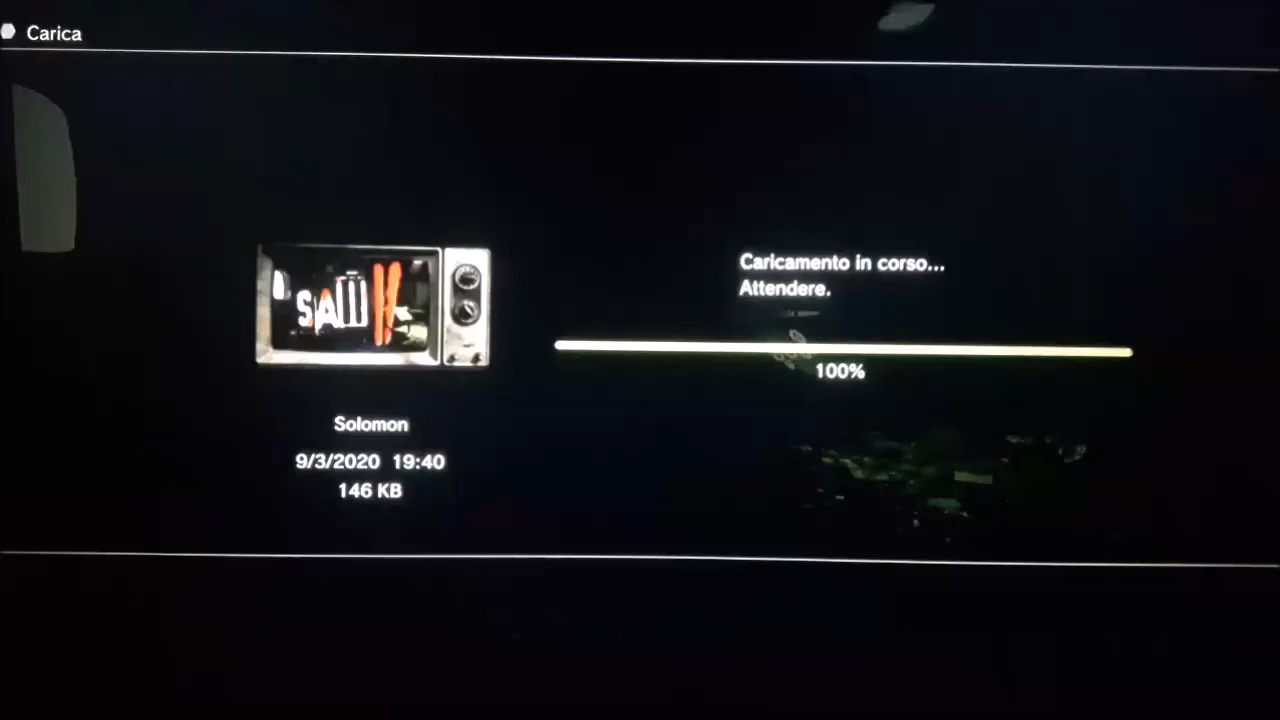 Carica
SAW II
Caricamento in corso...
Attendere.
100%
Solomon
9/3/2020 19:40
146 KB